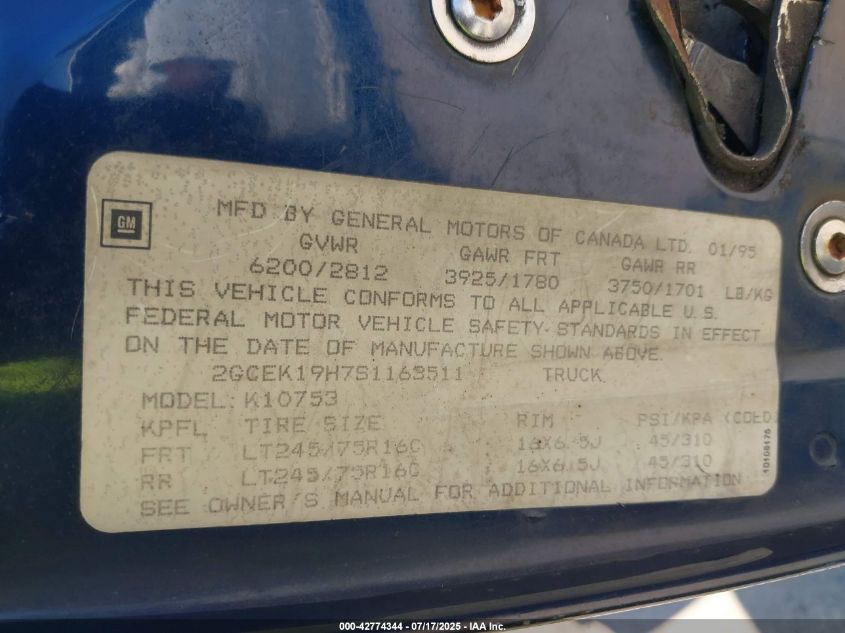 GM
MFD BY GENERAL MOTORS OF CANADA LTD. 01/95
GVWR GAWR FRT GAWR RR
6200/2812 3925/1780 3750/1701 LB/KG
THIS VEHICLE CONFORMS TO ALL APPLICABLE U.S.
FEDERAL MOTOR VEHICLE SAFETY STANDARDS IN EFFECT
ON THE DATE OF MANUFACTURE SHOWN ABOVE.
2GCEK19H7S1163511 TRUCK
MODEL: K10753
KPFL TIRE SIZE RIM PSI/KPA (COLD)
FRT LT245/75R16C 16X6.5J 45/310
RR LT245/75R16C 16X6.5J 45/310
SEE OWNER'S MANUAL FOR ADDITIONAL INFORMATION
10108176
000-42774344 / 07/17/2025 / IAA Inc.